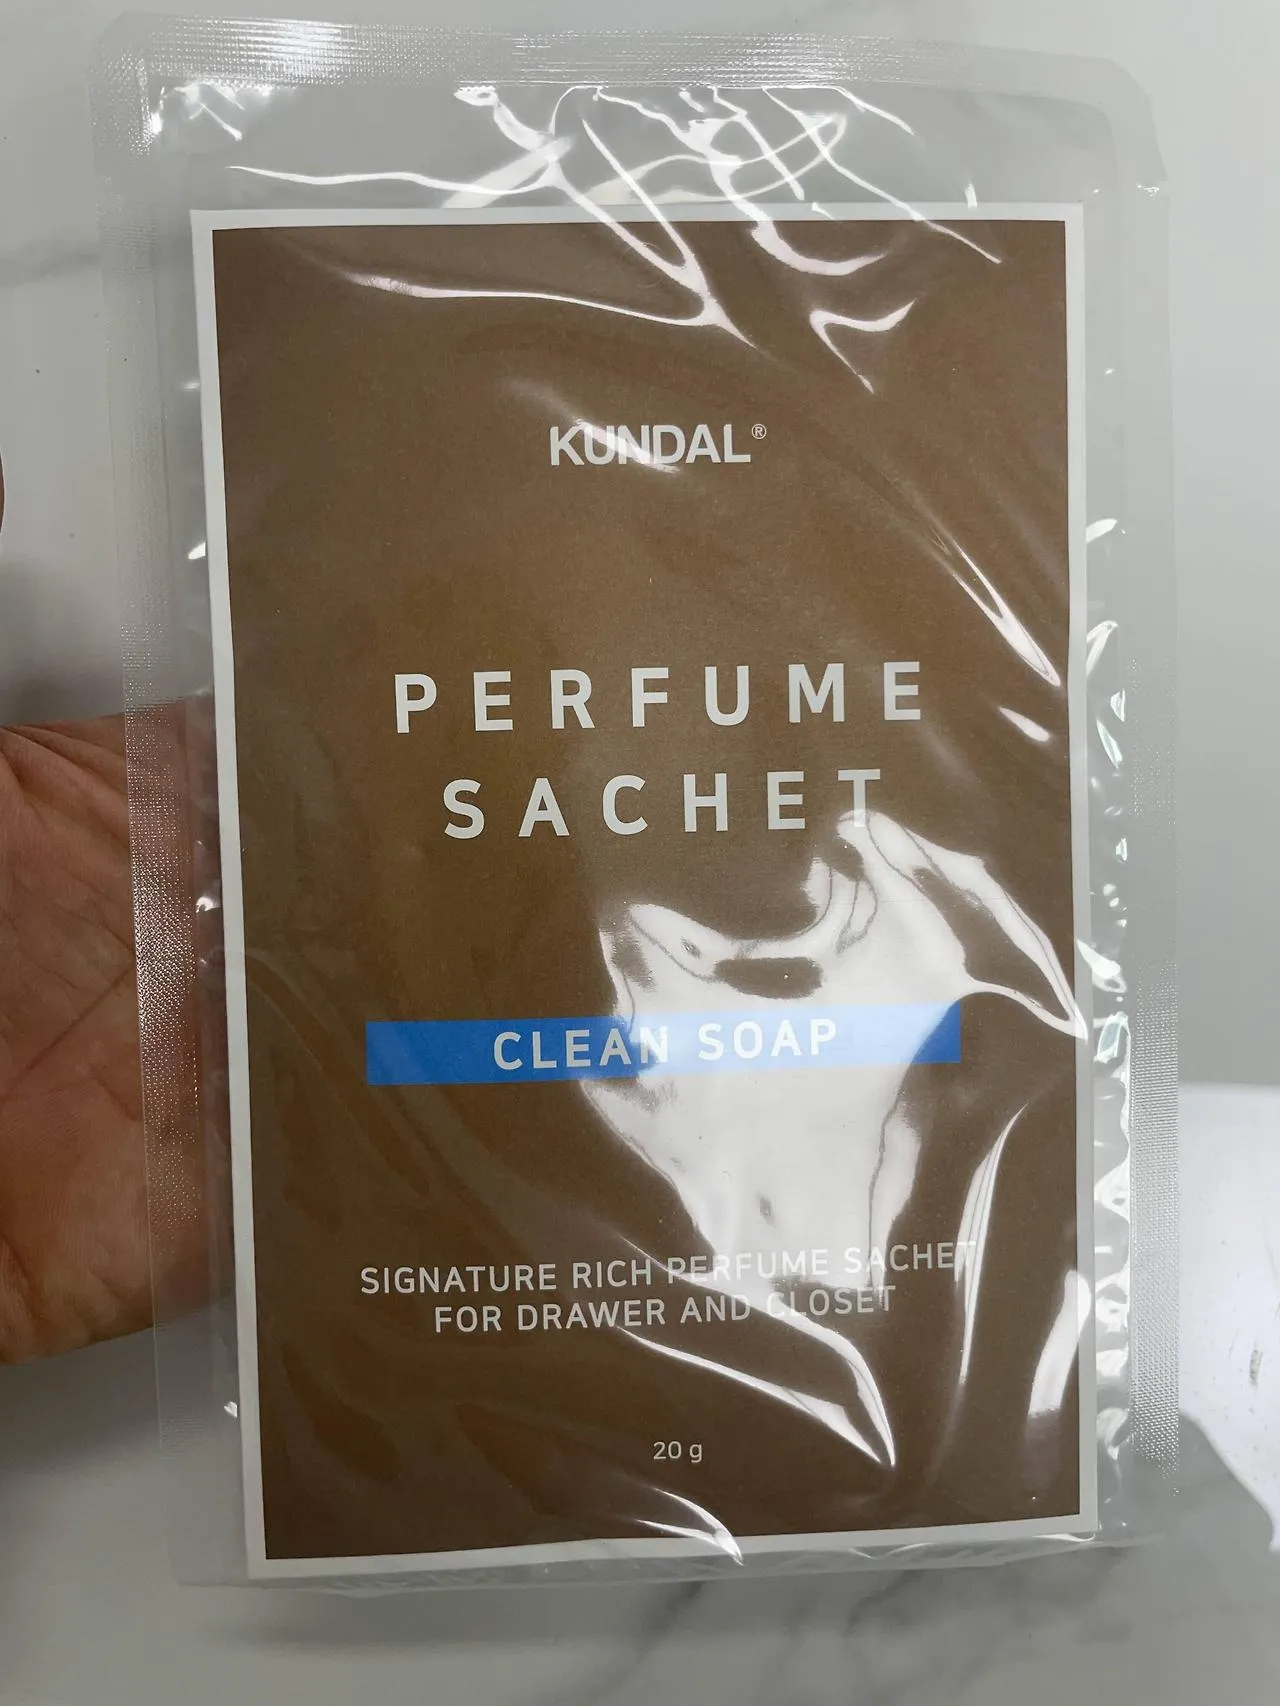 KUNDAL®
PERFUME
SACHET
CLEAN SOAP
SIGNATURE RICH PERFUME SACHET
FOR DRAWER AND CLOSET
20 g